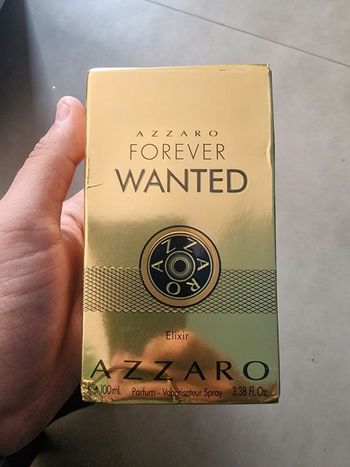 AZZARO
FOREVER
WANTED
AZZARO
Elixir
AZZARO
100mL Parfum - Vaporisateur Spray 3.38 Fl.Oz.